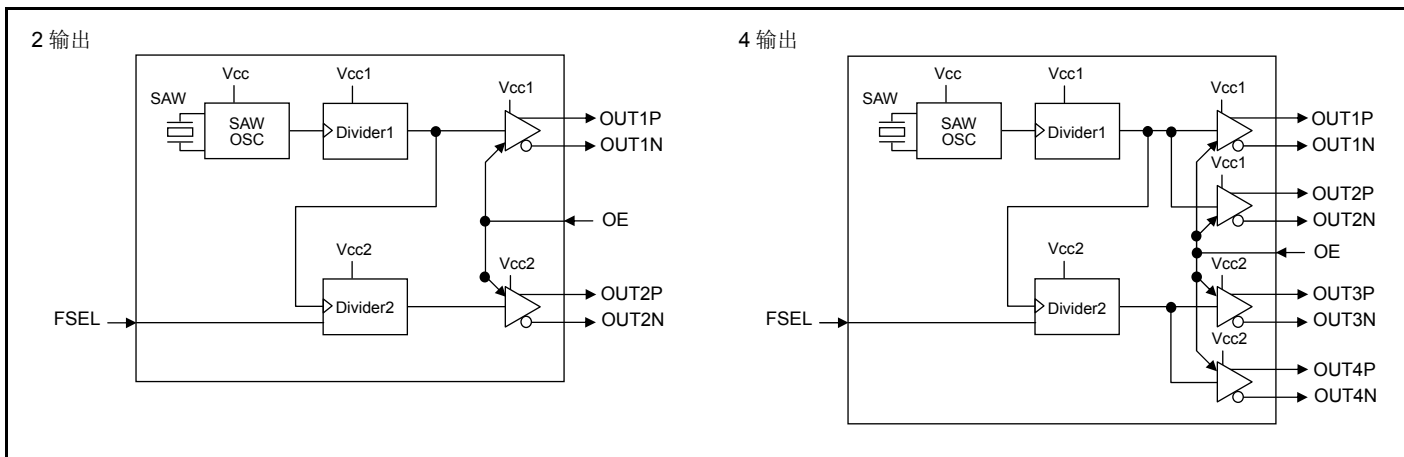 2 输出
Vcc
Vcc1
Vcc1
SAW
SAW
OSC
Divider1
OUT1P
OUT1N
OE
Vcc2
Vcc2
Divider2
OUT2P
OUT2N
FSEL
4 输出
Vcc
Vcc1
Vcc1
SAW
SAW
OSC
Divider1
OUT1P
OUT1N
Vcc1
OUT2P
OUT2N
OE
Vcc2
Vcc2
Divider2
OUT3P
OUT3N
FSEL
Vcc2
OUT4P
OUT4N